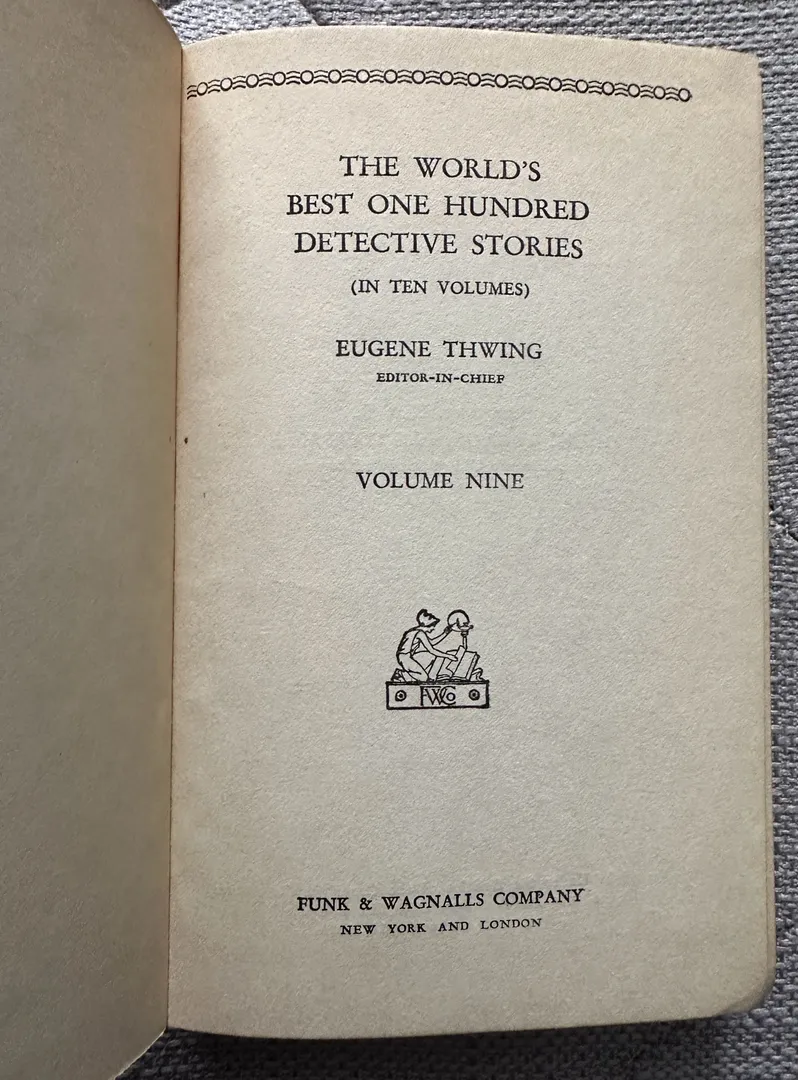 THE WORLD'S
BEST ONE HUNDRED
DETECTIVE STORIES
(IN TEN VOLUMES)
EUGENE THWING
EDITOR-IN-CHIEF
VOLUME NINE
FWCo
FUNK & WAGNALLS COMPANY
NEW YORK AND LONDON